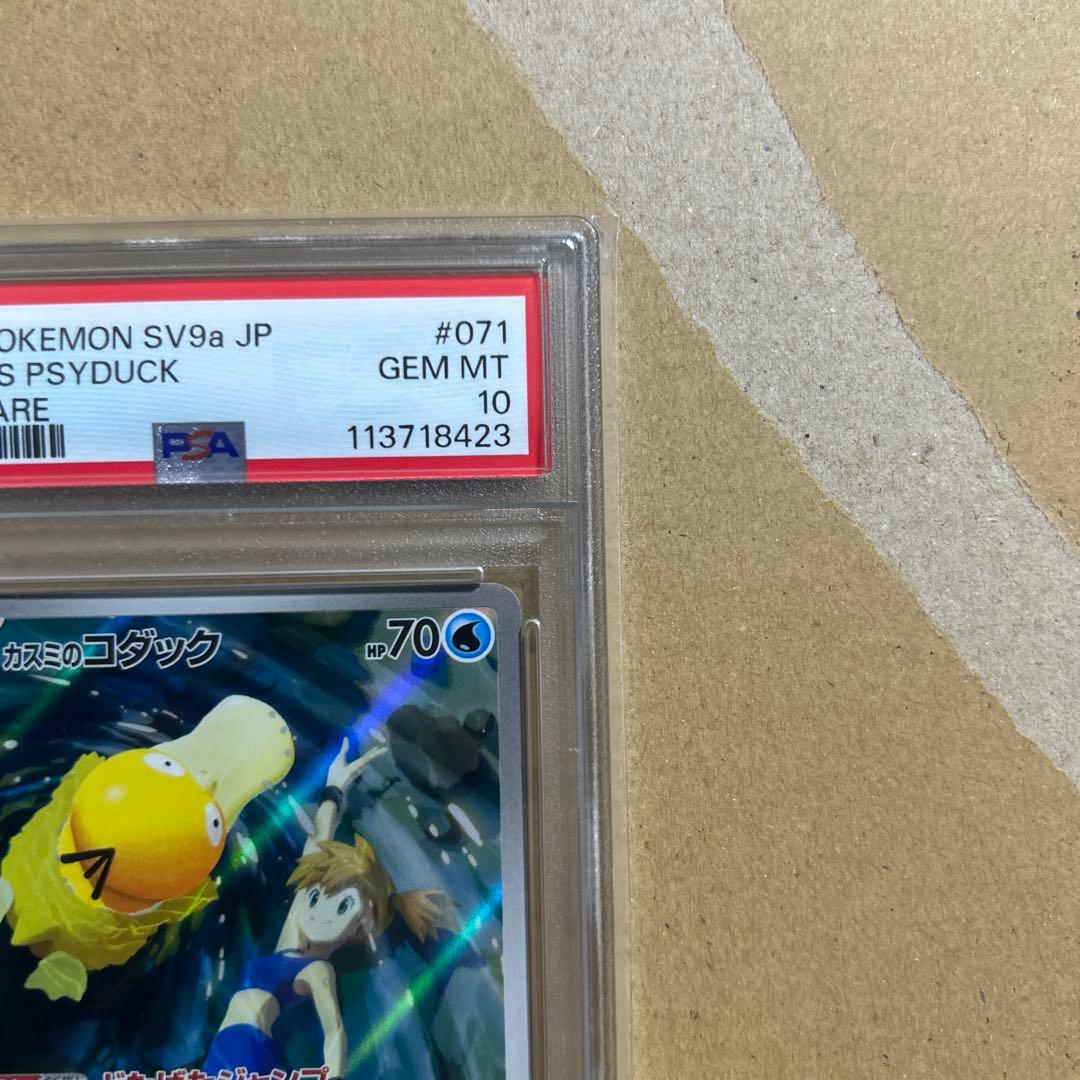 OKEMON SV9a JP #071
S PSYDUCK GEM MT
ARE 10
PSA 113718423
カスミのコダック HP70